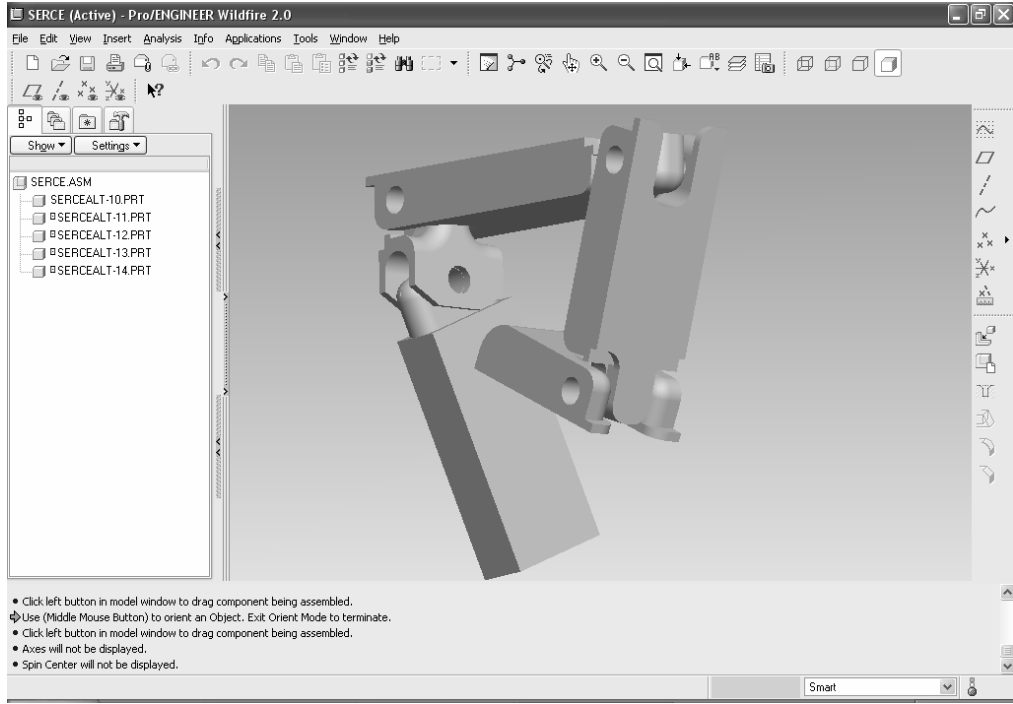 SERCE (Active) - Pro/ENGINEER Wildfire 2.0
File Edit View Insert Analysis Info Applications Tools Window Help
Show Settings
SERCE.ASM
SERCEALT-10.PRT
SERCEALT-11.PRT
SERCEALT-12.PRT
SERCEALT-13.PRT
SERCEALT-14.PRT
• Click left button in model window to drag component being assembled.
Use (Middle Mouse Button) to orient an Object. Exit Orient Mode to terminate.
• Click left button in model window to drag component being assembled.
• Axes will not be displayed.
• Spin Center will not be displayed.
Smart